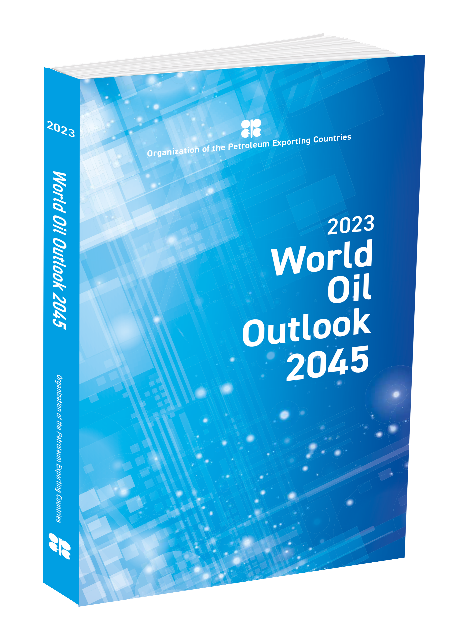 Organization of the Petroleum Exporting Countries
2023
World
Oil
Outlook
2045
2023
World Oil Outlook 2045
Organization of the Petroleum Exporting Countries